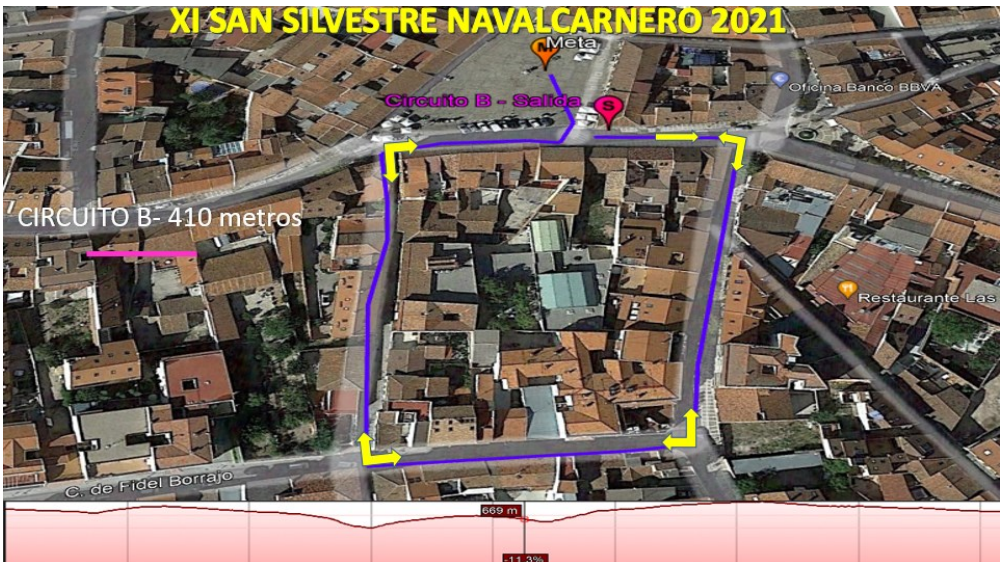 XI SAN SILVESTRE NAVALCARNERO 2021
Meta
Oficina Banco BBVA
Circuito B - Salida
S
CIRCUITO B- 410 metros
Restaurante Las
C. de Fidel Borrajo
669 m
-11.3%